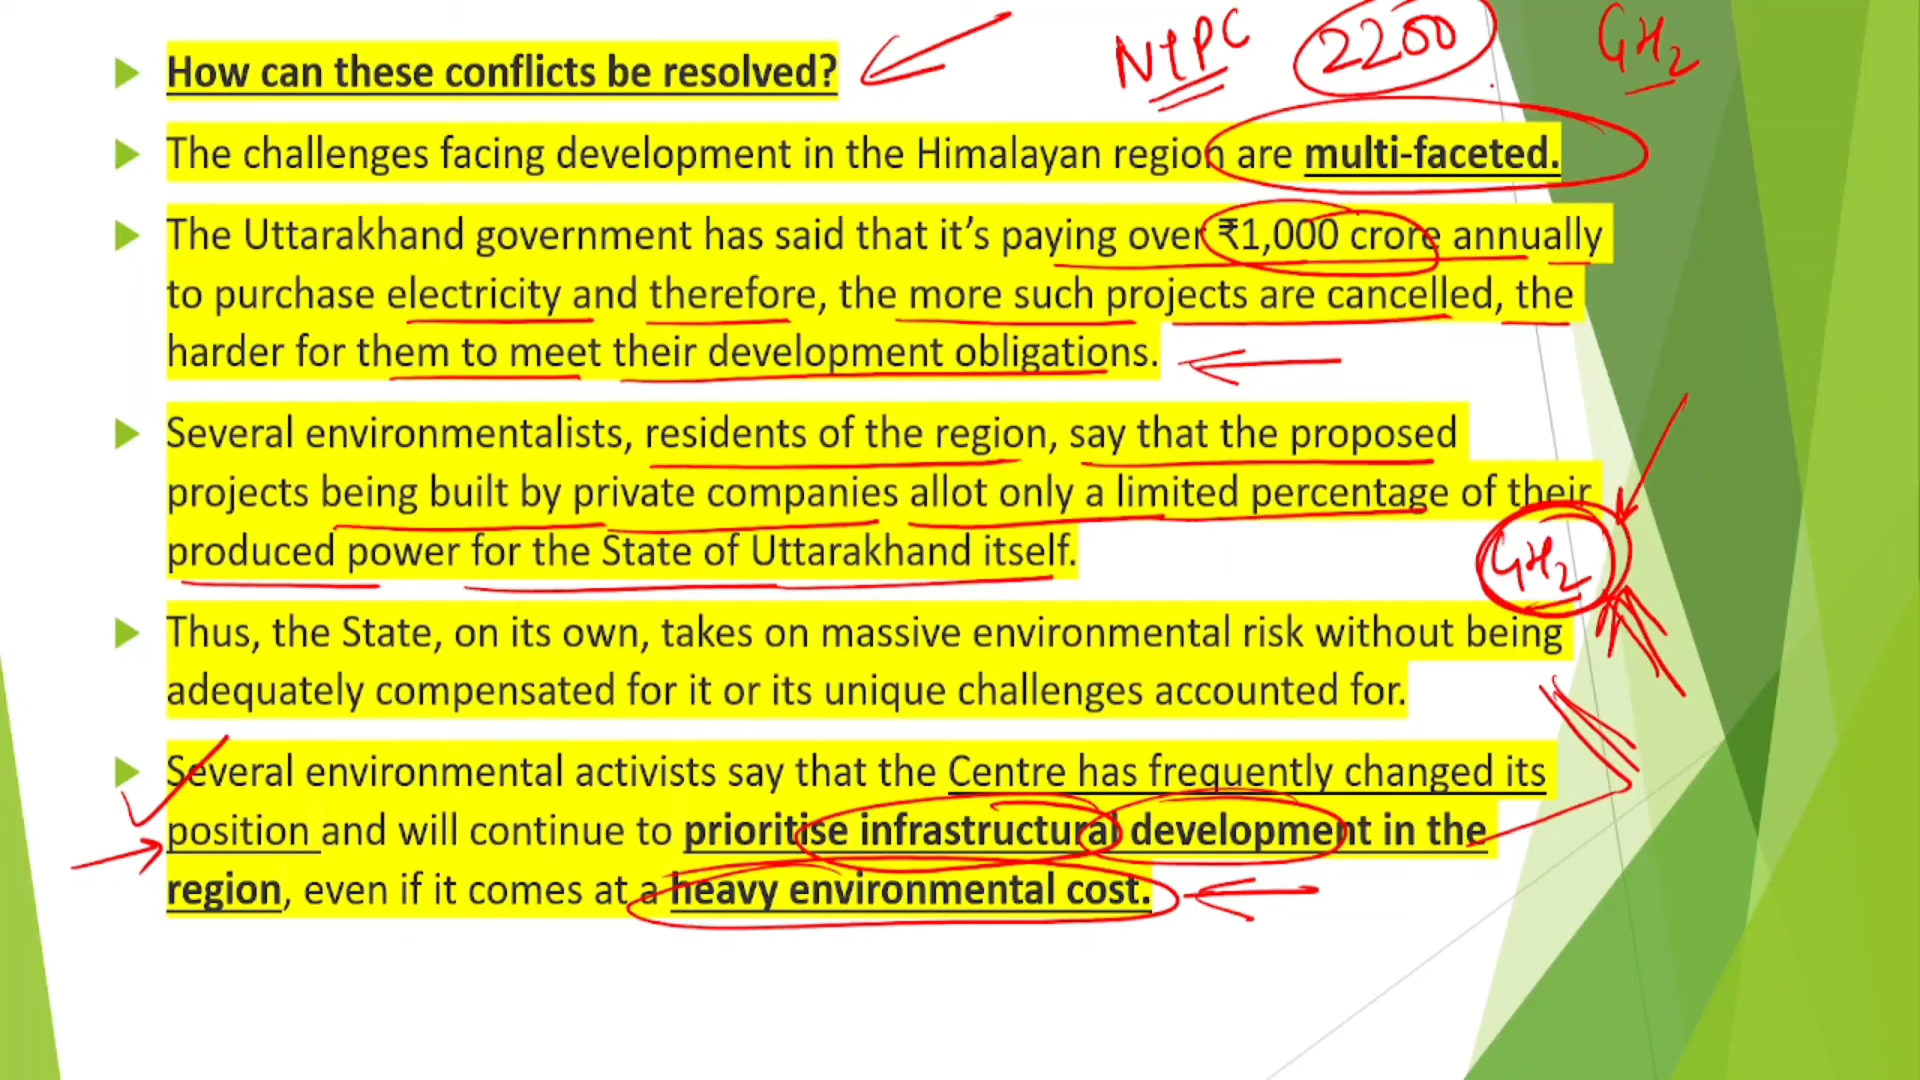 NTPC 2200 GH2
How can these conflicts be resolved?
The challenges facing development in the Himalayan region are multi-faceted.
The Uttarakhand government has said that it’s paying over ₹1,000 crore annually
to purchase electricity and therefore, the more such projects are cancelled, the
harder for them to meet their development obligations.
Several environmentalists, residents of the region, say that the proposed
projects being built by private companies allot only a limited percentage of their
produced power for the State of Uttarakhand itself.
GH2
Thus, the State, on its own, takes on massive environmental risk without being
adequately compensated for it or its unique challenges accounted for.
Several environmental activists say that the Centre has frequently changed its
position and will continue to prioritise infrastructural development in the
region, even if it comes at a heavy environmental cost.